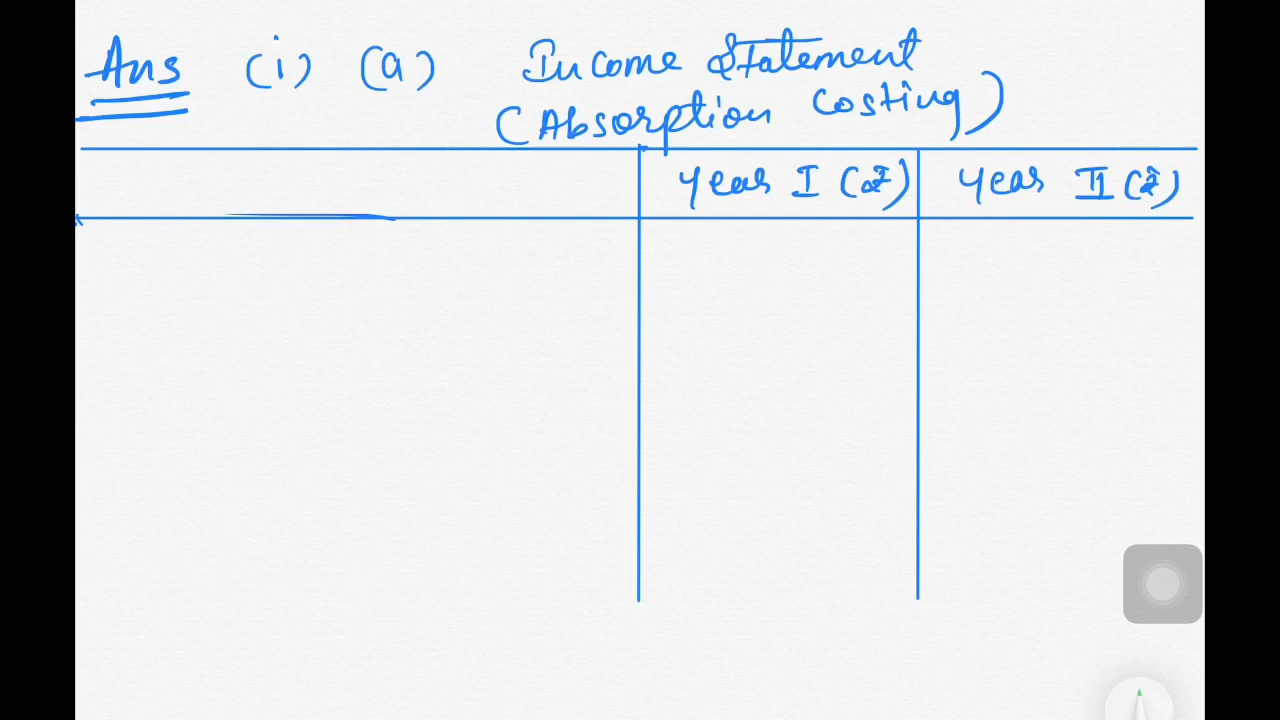 Ans (i) (a) Income Statement
(Absorption Costing)
Year I (₹) Year II (₹)